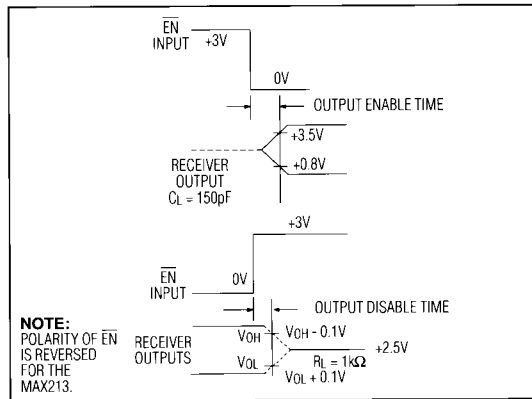 EN
INPUT
+3V
0V
OUTPUT ENABLE TIME
+3.5V
+0.8V
RECEIVER
OUTPUT
CL = 150pF
+3V
0V
EN
INPUT
OUTPUT DISABLE TIME
VOH
VOH - 0.1V
RECEIVER
OUTPUTS
+2.5V
RL = 1kΩ
VOL
VOL + 0.1V
NOTE:
POLARITY OF EN
IS REVERSED
FOR THE
MAX213.